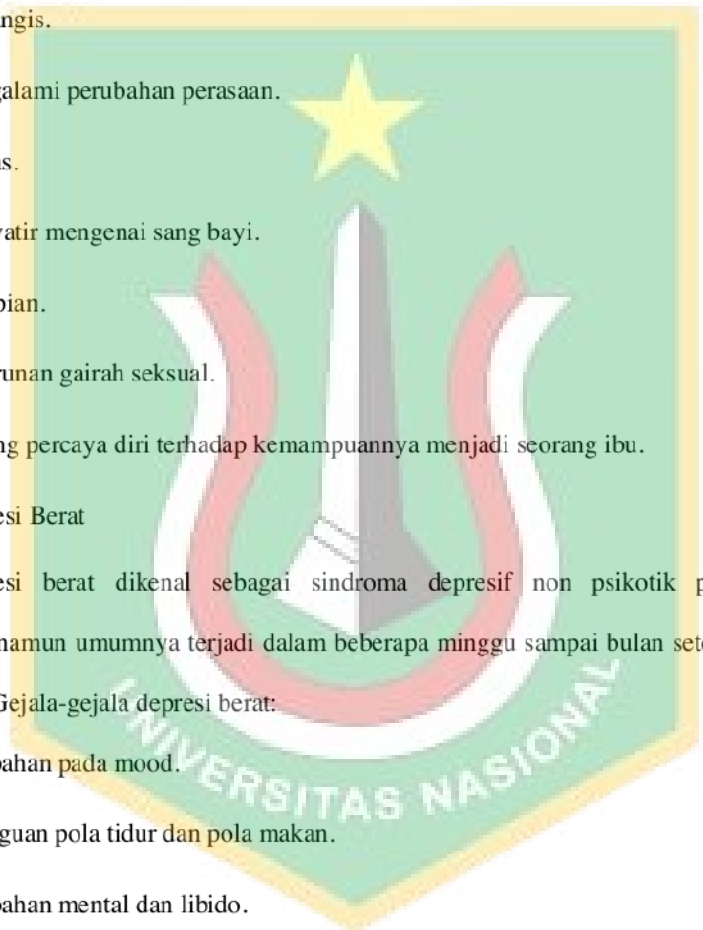 ngis.
galami perubahan perasaan.
s.
vatir mengenai sang bayi.
pian.
runan gairah seksual.
ng percaya diri terhadap kemampuannya menjadi seorang ibu.
esi Berat
esi berat dikenal sebagai sindroma depresif non psikotik p
namun umumnya terjadi dalam beberapa minggu sampai bulan sete
Gejala-gejala depresi berat:
bahan pada mood.
guan pola tidur dan pola makan.
bahan mental dan libido.
UNIVERSITAS NASIONAL